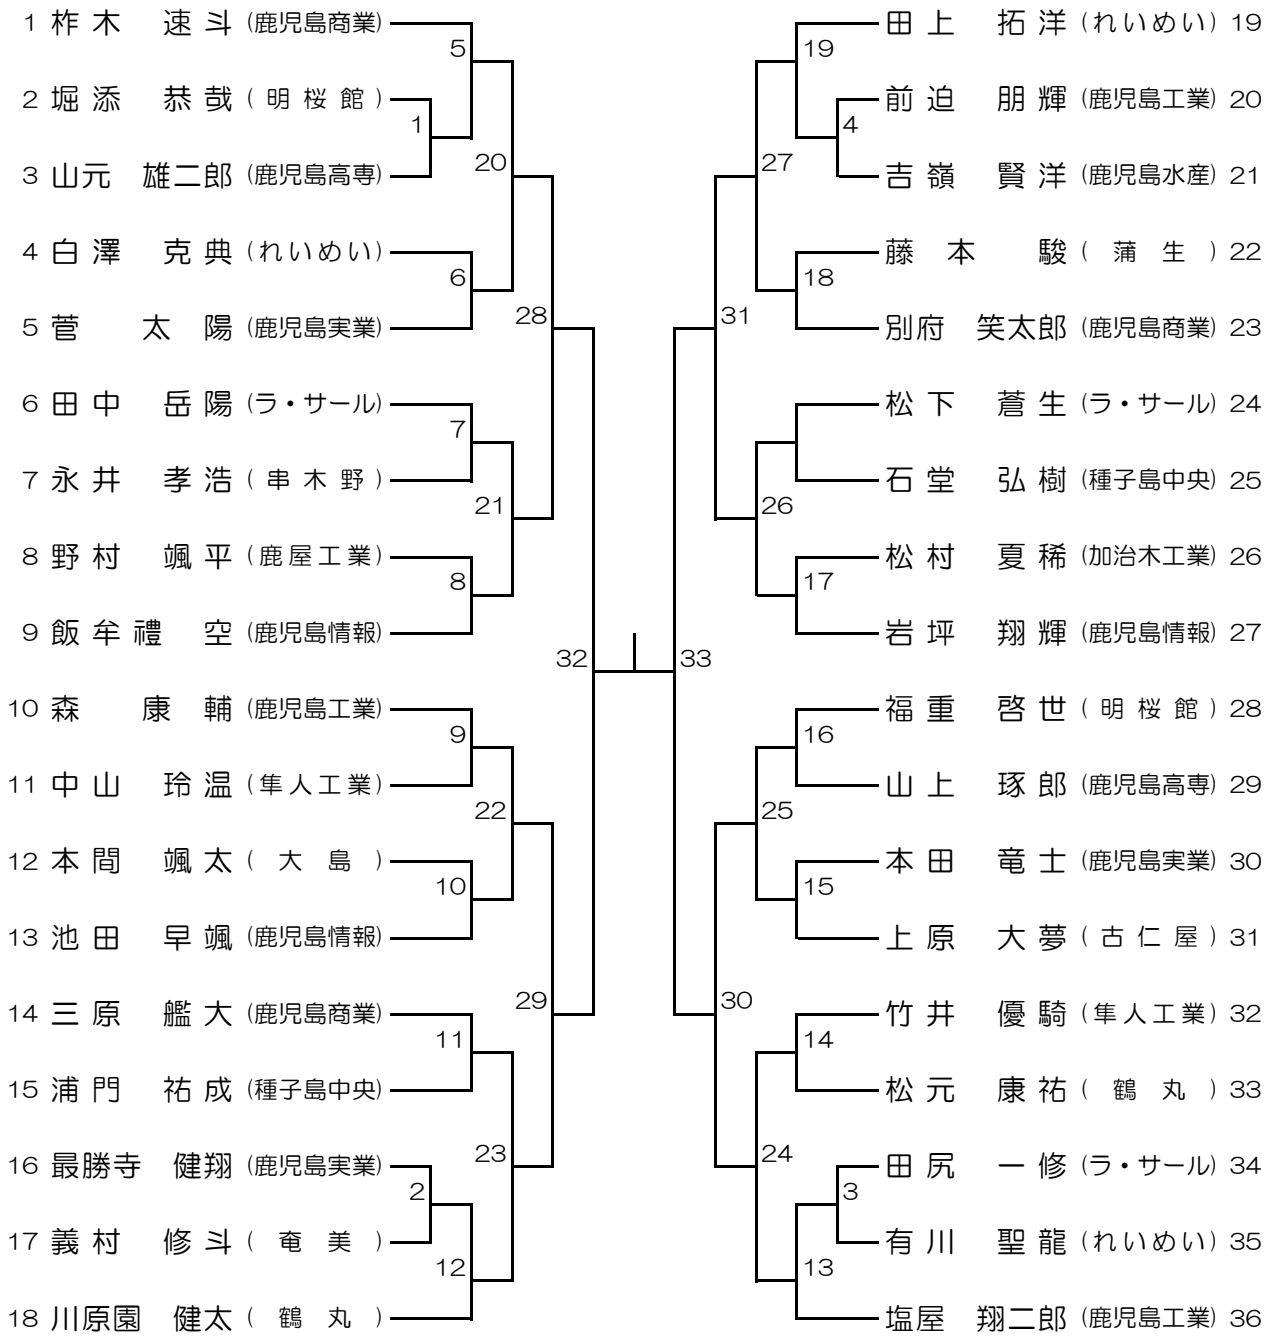 1 柞木 速斗 (鹿児島商業)
5
2 堀添 恭哉 (明桜館)
1
20
3 山元 雄二郎 (鹿児島高専)
4 白澤 克典 (れいめい)
6
28
5 菅 太陽 (鹿児島実業)
6 田中 岳陽 (ラ・サール)
7
7 永井 孝浩 (串木野)
21
8 野村 颯平 (鹿屋工業)
8
9 飯牟禮 空 (鹿児島情報)
32
10 森 康輔 (鹿児島工業)
9
11 中山 玲温 (隼人工業)
22
12 本間 颯太 (大島)
10
13 池田 早颯 (鹿児島情報)
29
14 三原 艦大 (鹿児島商業)
11
15 浦門 祐成 (種子島中央)
23
16 最勝寺 健翔 (鹿児島実業)
2
17 義村 修斗 (奄美)
12
18 川原園 健太 (鶴丸)
田上 拓洋 (れいめい) 19
19
前迫 朋輝 (鹿児島工業) 20
4
27
吉嶺 賢洋 (鹿児島水産) 21
藤本 駿 (蒲生) 22
18
31
別府 笑太郎 (鹿児島商業) 23
松下 蒼生 (ラ・サール) 24
石堂 弘樹 (種子島中央) 25
26
松村 夏稀 (加治木工業) 26
17
岩坪 翔輝 (鹿児島情報) 27
33
福重 啓世 (明桜館) 28
16
山上 琢郎 (鹿児島高専) 29
25
本田 竜士 (鹿児島実業) 30
15
上原 大夢 (古仁屋) 31
30
竹井 優騎 (隼人工業) 32
14
松元 康祐 (鶴丸) 33
24
田尻 一修 (ラ・サール) 34
3
有川 聖龍 (れいめい) 35
13
塩屋 翔二郎 (鹿児島工業) 36